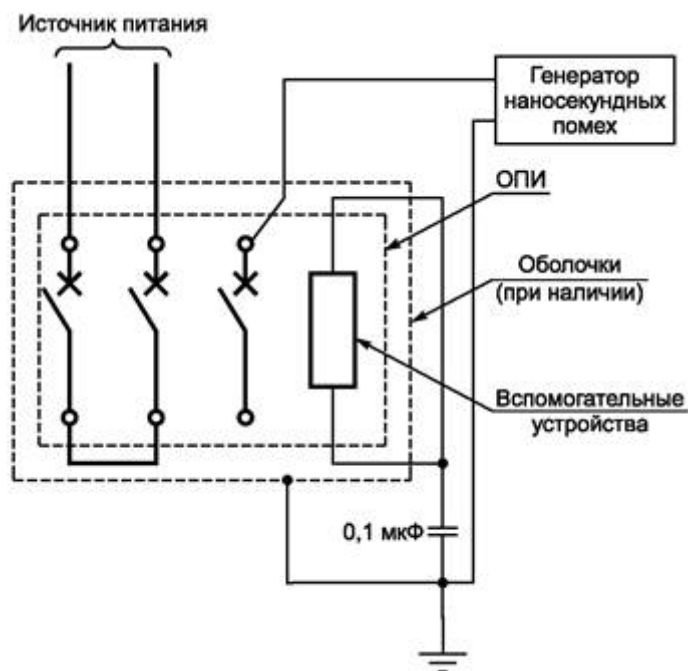 Источник питания
Генератор
наносекундных
помех
ОПИ
Оболочки
(при наличии)
Вспомогательные
устройства
0,1 мкФ